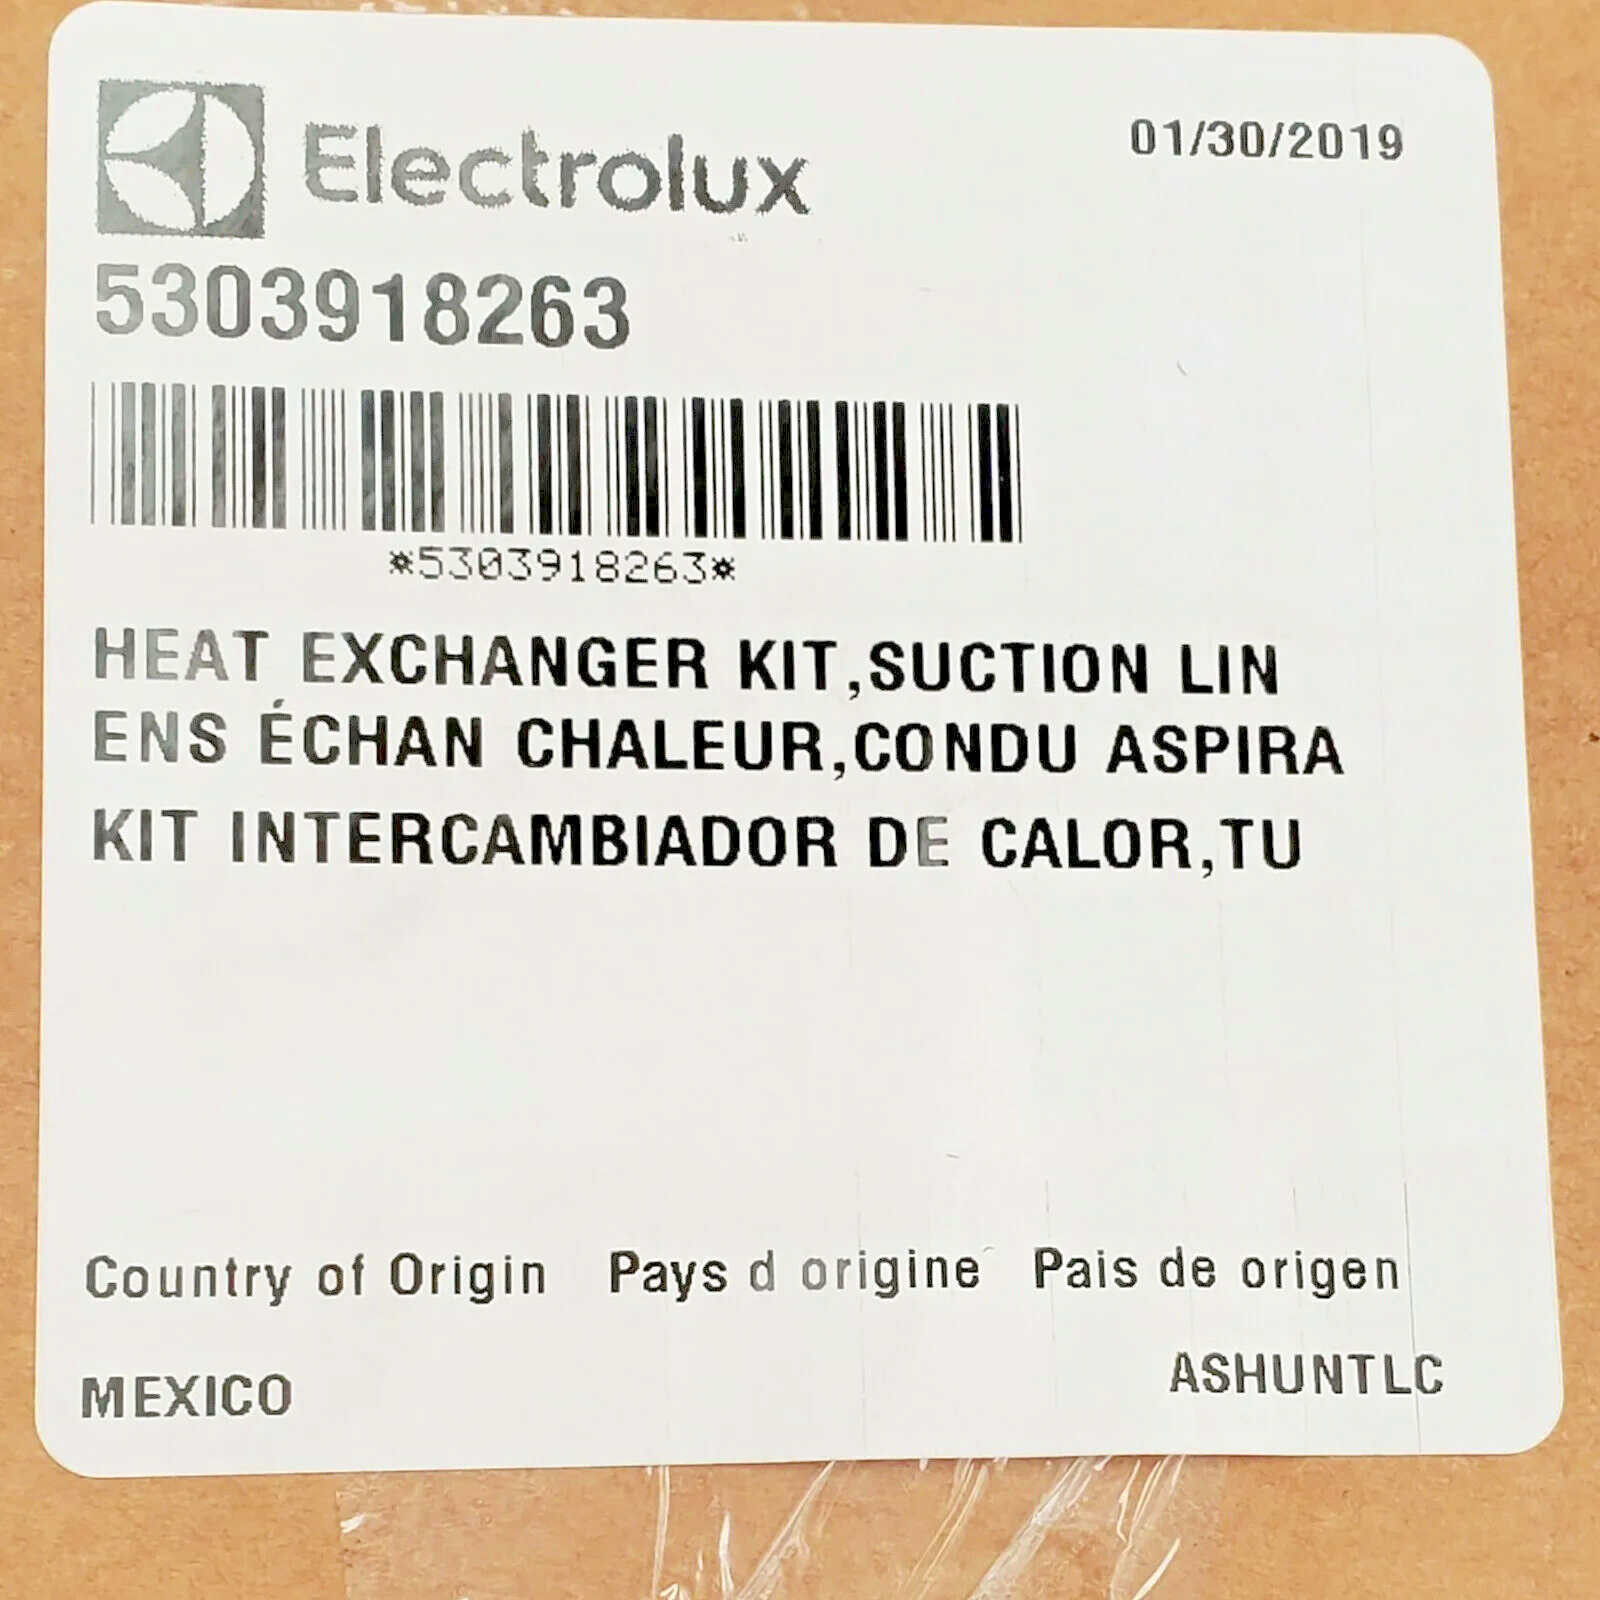 Electrolux
01/30/2019
5303918263
*5303918263*
HEAT EXCHANGER KIT,SUCTION LIN
ENS ÉCHAN CHALEUR,CONDU ASPIRA
KIT INTERCAMBIADOR DE CALOR,TU
Country of Origin Pays d origine Pais de origen
MEXICO
ASHUNTLC